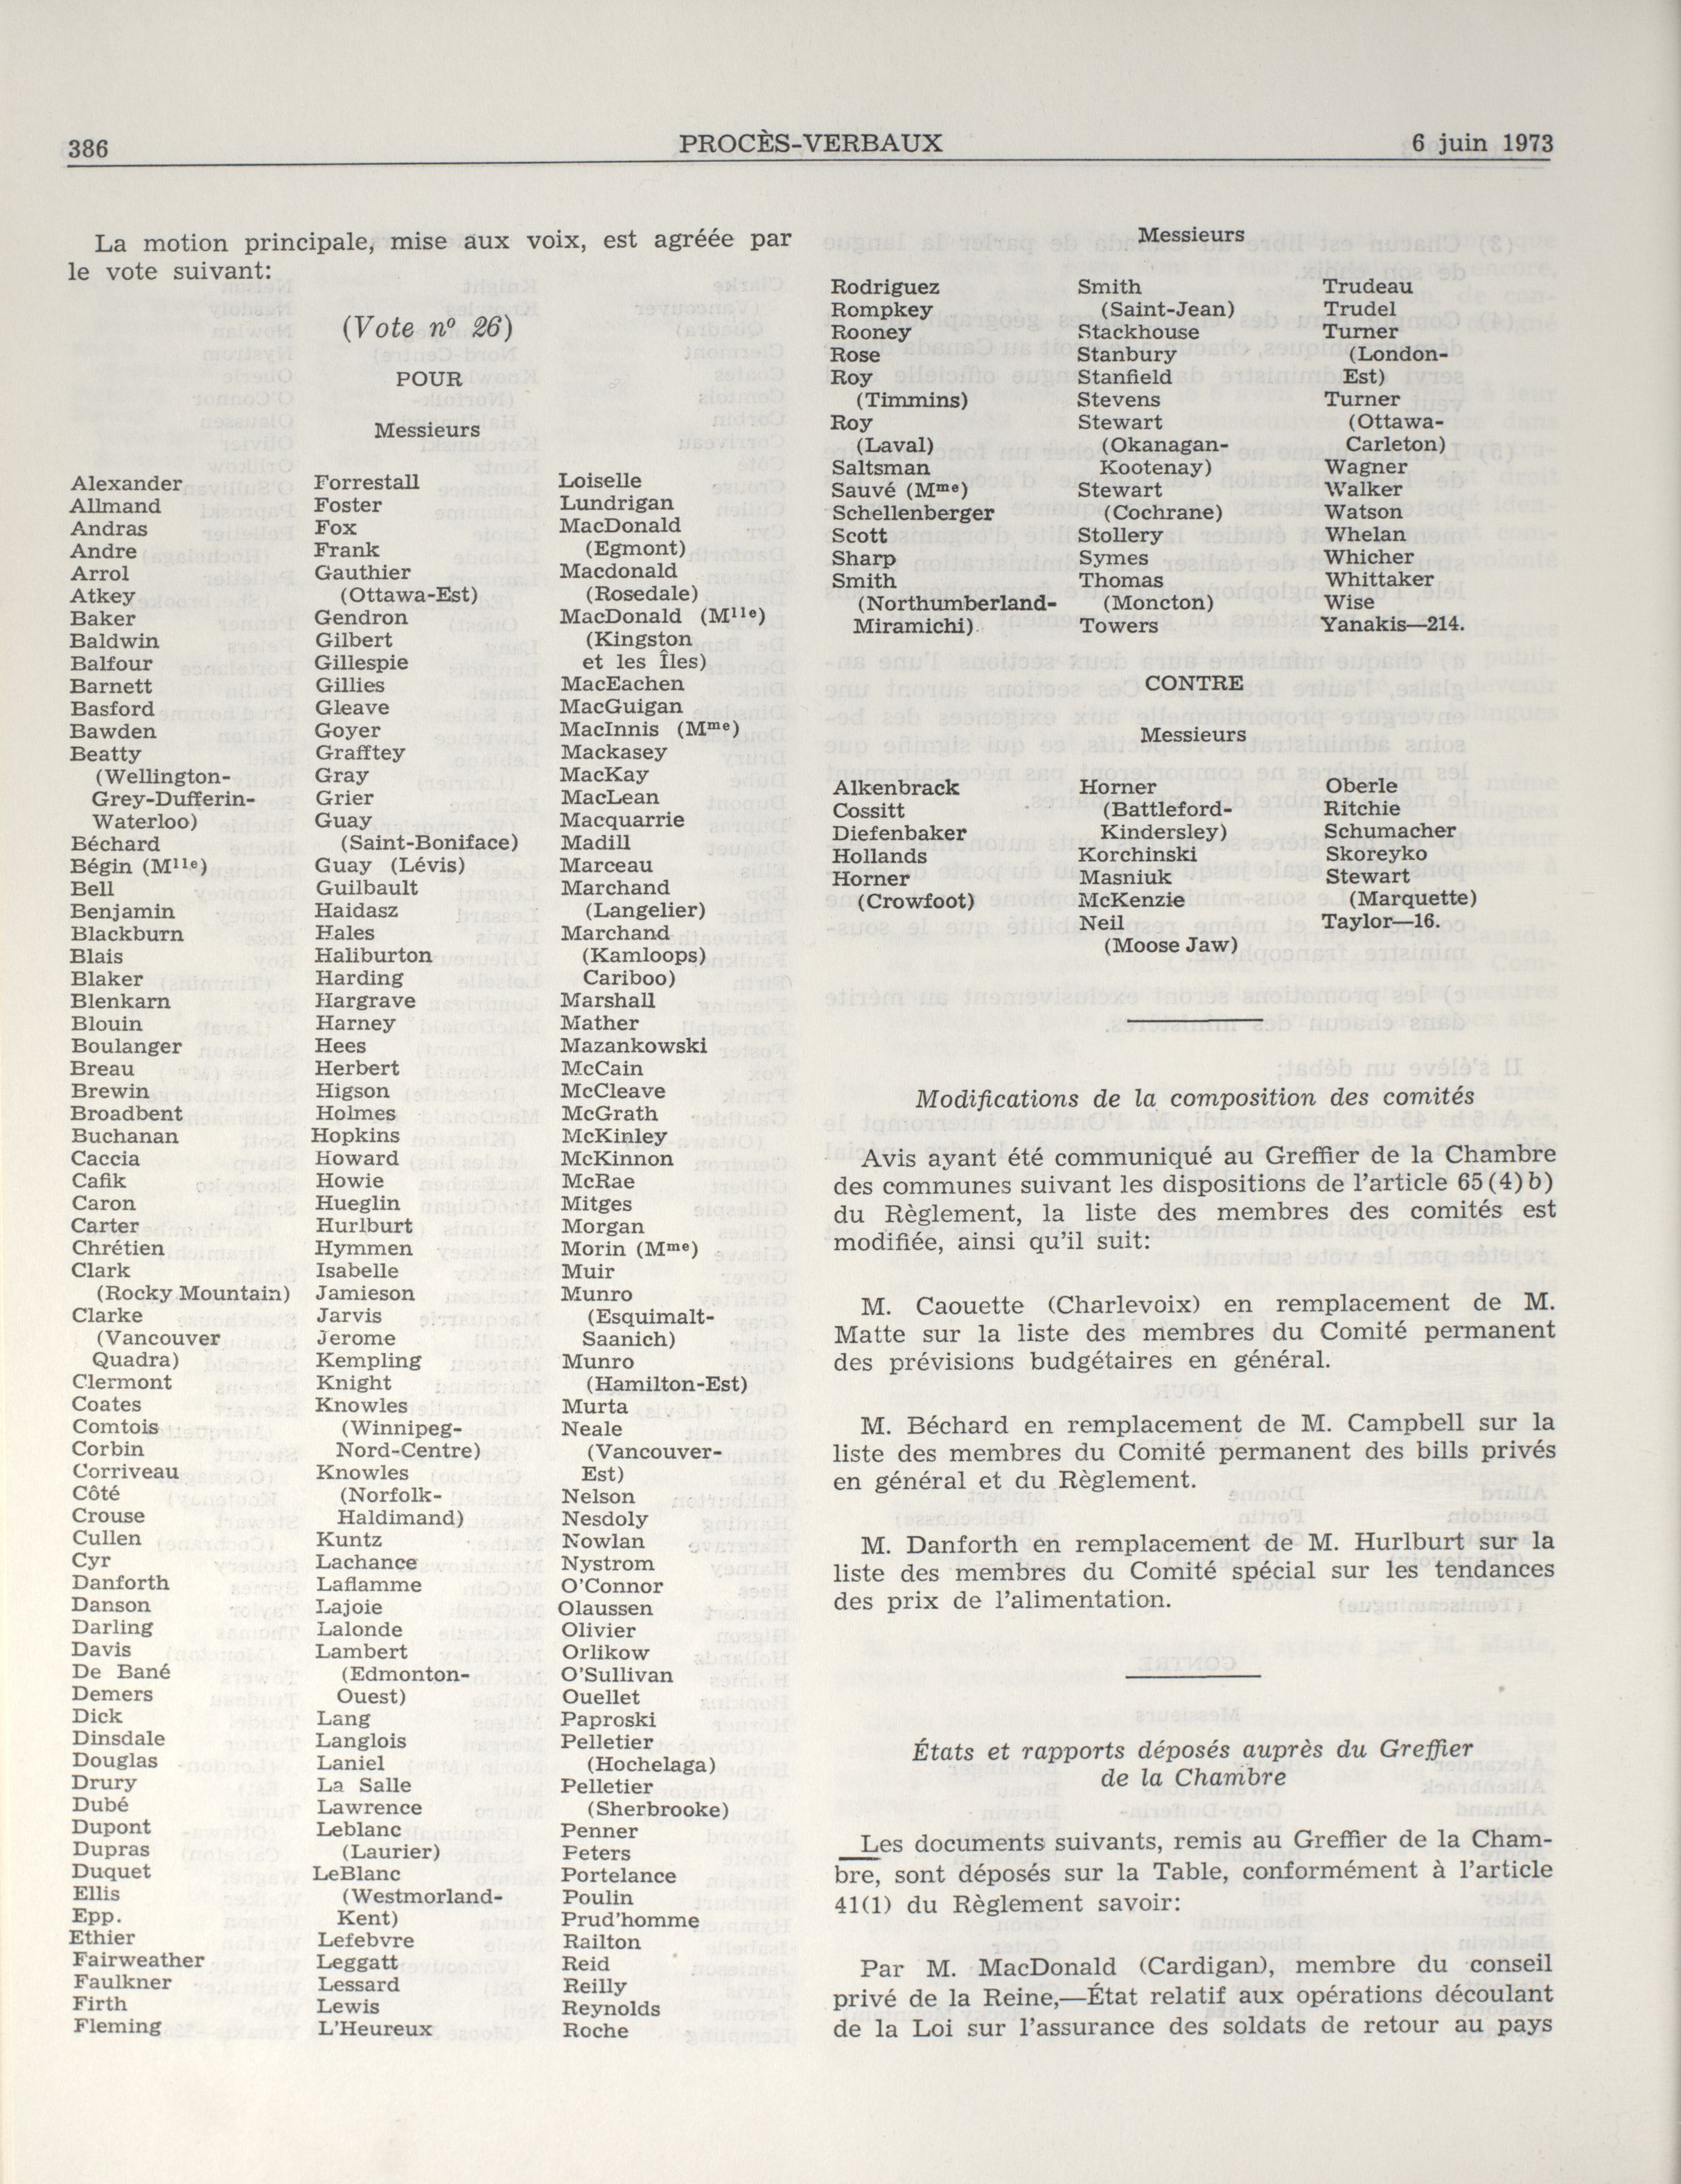 386
PROCÈS-VERBAUX
6 juin 1973
La motion principale, mise aux voix, est agréée par
le vote suivant:
(Vote nº 26)
POUR
Messieurs
Alexander
Allmand
Andras
Andre
Arrol
Atkey
Baker
Baldwin
Balfour
Barnett
Basford
Bawden
Beatty
(Wellington-
Grey-Dufferin-
Waterloo)
Béchard
Bégin (Mlle)
Bell
Benjamin
Blackburn
Blais
Blaker
Blenkarn
Blouin
Boulanger
Breau
Brewin
Broadbent
Buchanan
Caccia
Cafik
Caron
Carter
Chrétien
Clark
(Rocky Mountain)
Clarke
(Vancouver
Quadra)
Clermont
Coates
Comtois
Corbin
Corriveau
Côté
Crouse
Cullen
Cyr
Danforth
Danson
Darling
Davis
De Bané
Demers
Dick
Dinsdale
Douglas
Drury
Dubé
Dupont
Dupras
Duquet
Ellis
Epp.
Ethier
Fairweather
Faulkner
Firth
Fleming
Forrestall
Foster
Fox
Frank
Gauthier
(Ottawa-Est)
Gendron
Gilbert
Gillespie
Gillies
Gleave
Goyer
Grafftey
Gray
Grier
Guay
(Saint-Boniface)
Guay (Lévis)
Guilbault
Haidasz
Hales
Haliburton
Harding
Hargrave
Harney
Hees
Herbert
Higson
Holmes
Hopkins
Howard
Howie
Hueglin
Hurlburt
Hymmen
Isabelle
Jamieson
Jarvis
Jerome
Kempling
Knight
Knowles
(Winnipeg-
Nord-Centre)
Knowles
(Norfolk-
Haldimand)
Kuntz
Lachance
Laflamme
Lajoie
Lalonde
Lambert
(Edmonton-
Ouest)
Lang
Langlois
Laniel
La Salle
Lawrence
Leblanc
(Laurier)
LeBlanc
(Westmorland-
Kent)
Lefebvre
Leggatt
Lessard
Lewis
L'Heureux
Loiselle
Lundrigan
MacDonald
(Egmont)
Macdonald
(Rosedale)
MacDonald (Mlle)
(Kingston
et les Îles)
MacEachen
MacGuigan
MacInnis (Mme)
Mackasey
MacKay
MacLean
Macquarrie
Madill
Marceau
Marchand
(Langelier)
Marchand
(Kamloops)
Cariboo)
Marshall
Mather
Mazankowski
McCain
McCleave
McGrath
McKinley
McKinnon
McRae
Mitges
Morgan
Morin (Mme)
Muir
Munro
(Esquimalt-
Saanich)
Munro
(Hamilton-Est)
Murta
Neale
(Vancouver-
Est)
Nelson
Nesdoly
Nowlan
Nystrom
O'Connor
Olaussen
Olivier
Orlikow
O'Sullivan
Ouellet
Paproski
Pelletier
(Hochelaga)
Pelletier
(Sherbrooke)
Penner
Peters
Portelance
Poulin
Prud'homme
Railton
Reid
Reilly
Reynolds
Roche
Messieurs
Rodriguez
Rompkey
Rooney
Rose
Roy
(Timmins)
Roy
(Laval)
Saltsman
Sauvé (Mme)
Schellenberger
Scott
Sharp
Smith
(Northumberland-
Miramichi)
Smith
(Saint-Jean)
Stackhouse
Stanbury
Stanfield
Stevens
Stewart
(Okanagan-
Kootenay)
Stewart
(Cochrane)
Stollery
Symes
Thomas
(Moncton)
Towers
Trudeau
Trudel
Turner
(London-
Est)
Turner
(Ottawa-
Carleton)
Wagner
Walker
Watson
Whelan
Whicher
Whittaker
Wise
Yanakis—214.
CONTRE
Messieurs
Alkenbrack
Cossitt
Diefenbaker
Hollands
Horner
(Crowfoot)
Horner
(Battleford-
Kindersley)
Korchinski
Masniuk
McKenzie
Neil
(Moose Jaw)
Oberle
Ritchie
Schumacher
Skoreyko
Stewart
(Marquette)
Taylor—16.
Modifications de la composition des comités
Avis ayant été communiqué au Greffier de la Chambre
des communes suivant les dispositions de l'article 65(4)b)
du Règlement, la liste des membres des comités est
modifiée, ainsi qu'il suit:
M. Caouette (Charlevoix) en remplacement de M.
Matte sur la liste des membres du Comité permanent
des prévisions budgétaires en général.
M. Béchard en remplacement de M. Campbell sur la
liste des membres du Comité permanent des bills privés
en général et du Règlement.
M. Danforth en remplacement de M. Hurlburt sur la
liste des membres du Comité spécial sur les tendances
des prix de l'alimentation.
États et rapports déposés auprès du Greffier
de la Chambre
Les documents suivants, remis au Greffier de la Cham-
bre, sont déposés sur la Table, conformément à l'article
41(1) du Règlement savoir:
Par M. MacDonald (Cardigan), membre du conseil
privé de la Reine,—État relatif aux opérations découlant
de la Loi sur l'assurance des soldats de retour au pays